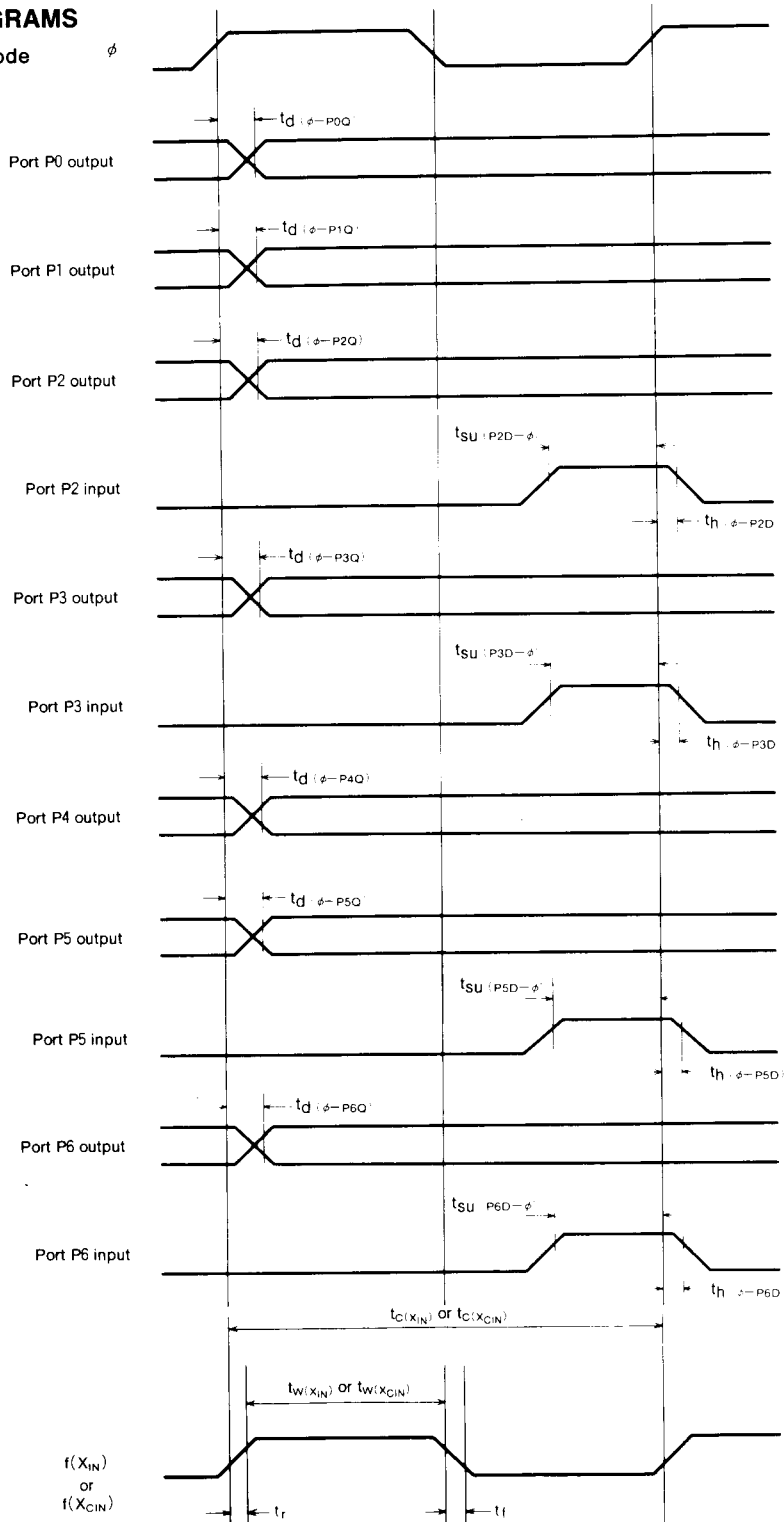 GRAMS
ode
φ
td (φ−P0Q)
Port P0 output
td (φ−P1Q)
Port P1 output
td (φ−P2Q)
Port P2 output
tsu (P2D−φ)
Port P2 input
th (φ−P2D
td (φ−P3Q)
Port P3 output
tsu (P3D−φ)
Port P3 input
th (φ−P3D
td (φ−P4Q)
Port P4 output
td (φ−P5Q)
Port P5 output
tsu (P5D−φ)
Port P5 input
th (φ−P5D)
td (φ−P6Q)
Port P6 output
tsu P6D−φ)
Port P6 input
th φ−P6D
tC(XIN) or tC(XCIN)
tW(XIN) or tW(XCIN)
f(XIN)
or
f(XCIN)
tr
tf